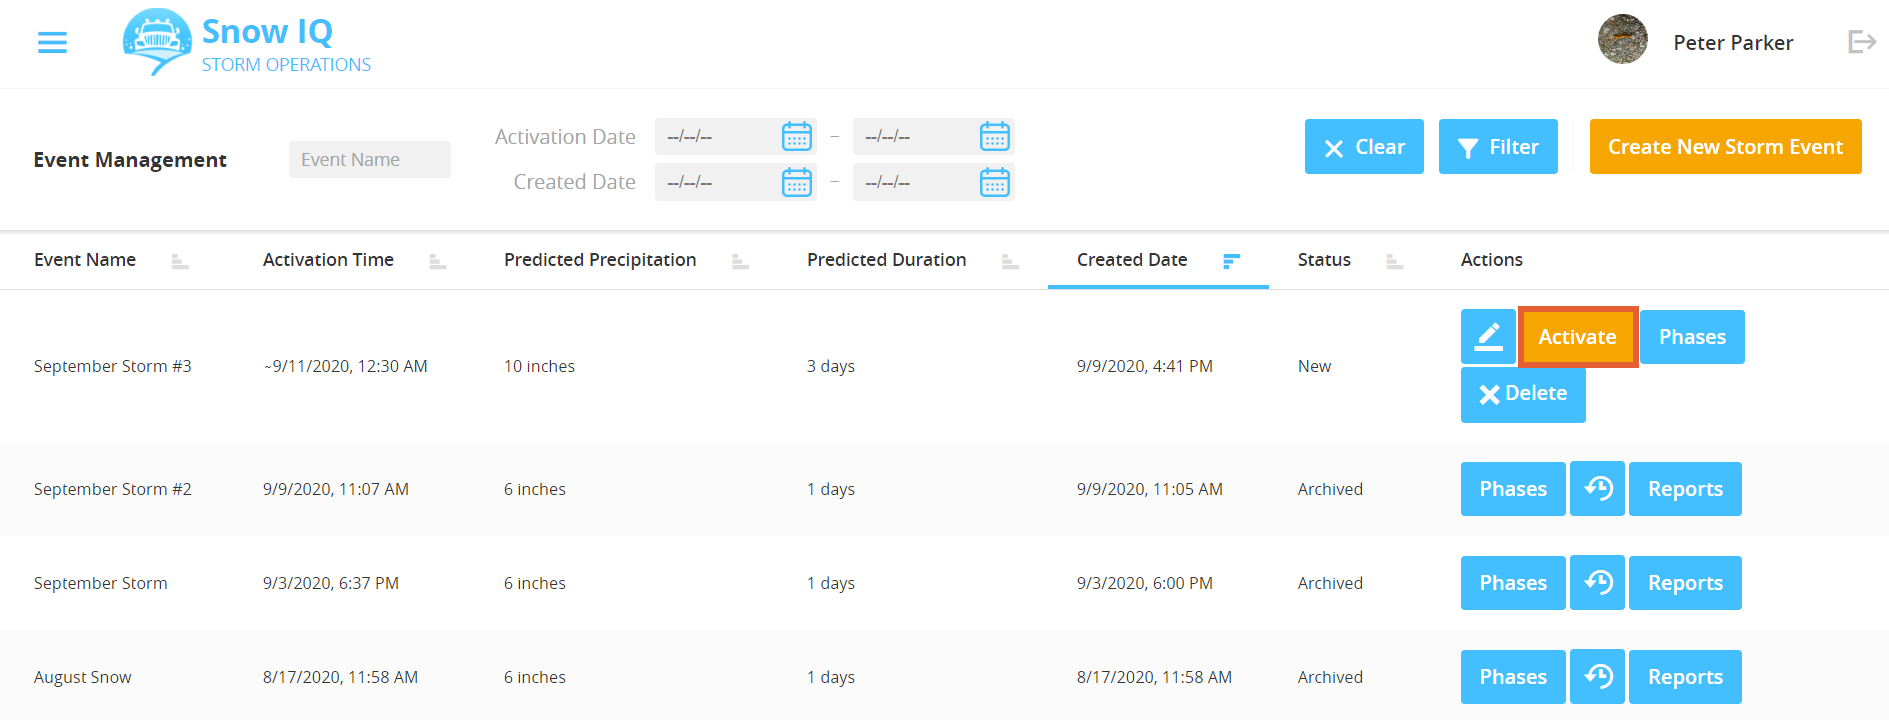 Snow IQ
STORM OPERATIONS
Peter Parker
Event Management
Event Name
Activation Date --/--/-- – --/--/--
Created Date --/--/-- – --/--/--
Clear
Filter
Create New Storm Event
Event Name Activation Time Predicted Precipitation Predicted Duration Created Date Status Actions
September Storm #3 ~9/11/2020, 12:30 AM 10 inches 3 days 9/9/2020, 4:41 PM New Activate Phases
Delete
September Storm #2 9/9/2020, 11:07 AM 6 inches 1 days 9/9/2020, 11:05 AM Archived Phases Reports
September Storm 9/3/2020, 6:37 PM 6 inches 1 days 9/3/2020, 6:00 PM Archived Phases Reports
August Snow 8/17/2020, 11:58 AM 6 inches 1 days 8/17/2020, 11:58 AM Archived Phases Reports